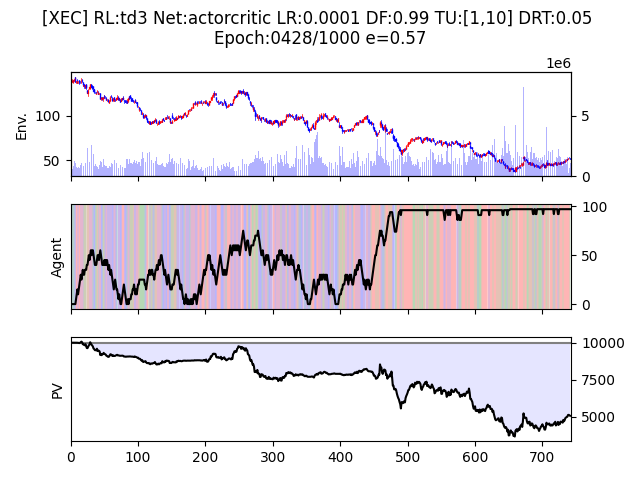 [XEC] RL:td3 Net:actorcritic LR:0.0001 DF:0.99 TU:[1,10] DRT:0.05
Epoch:0428/1000 e=0.57
1e6
Env.
100
50
5
0
Agent
100
50
0
PV
10000
7500
5000
0 100 200 300 400 500 600 700